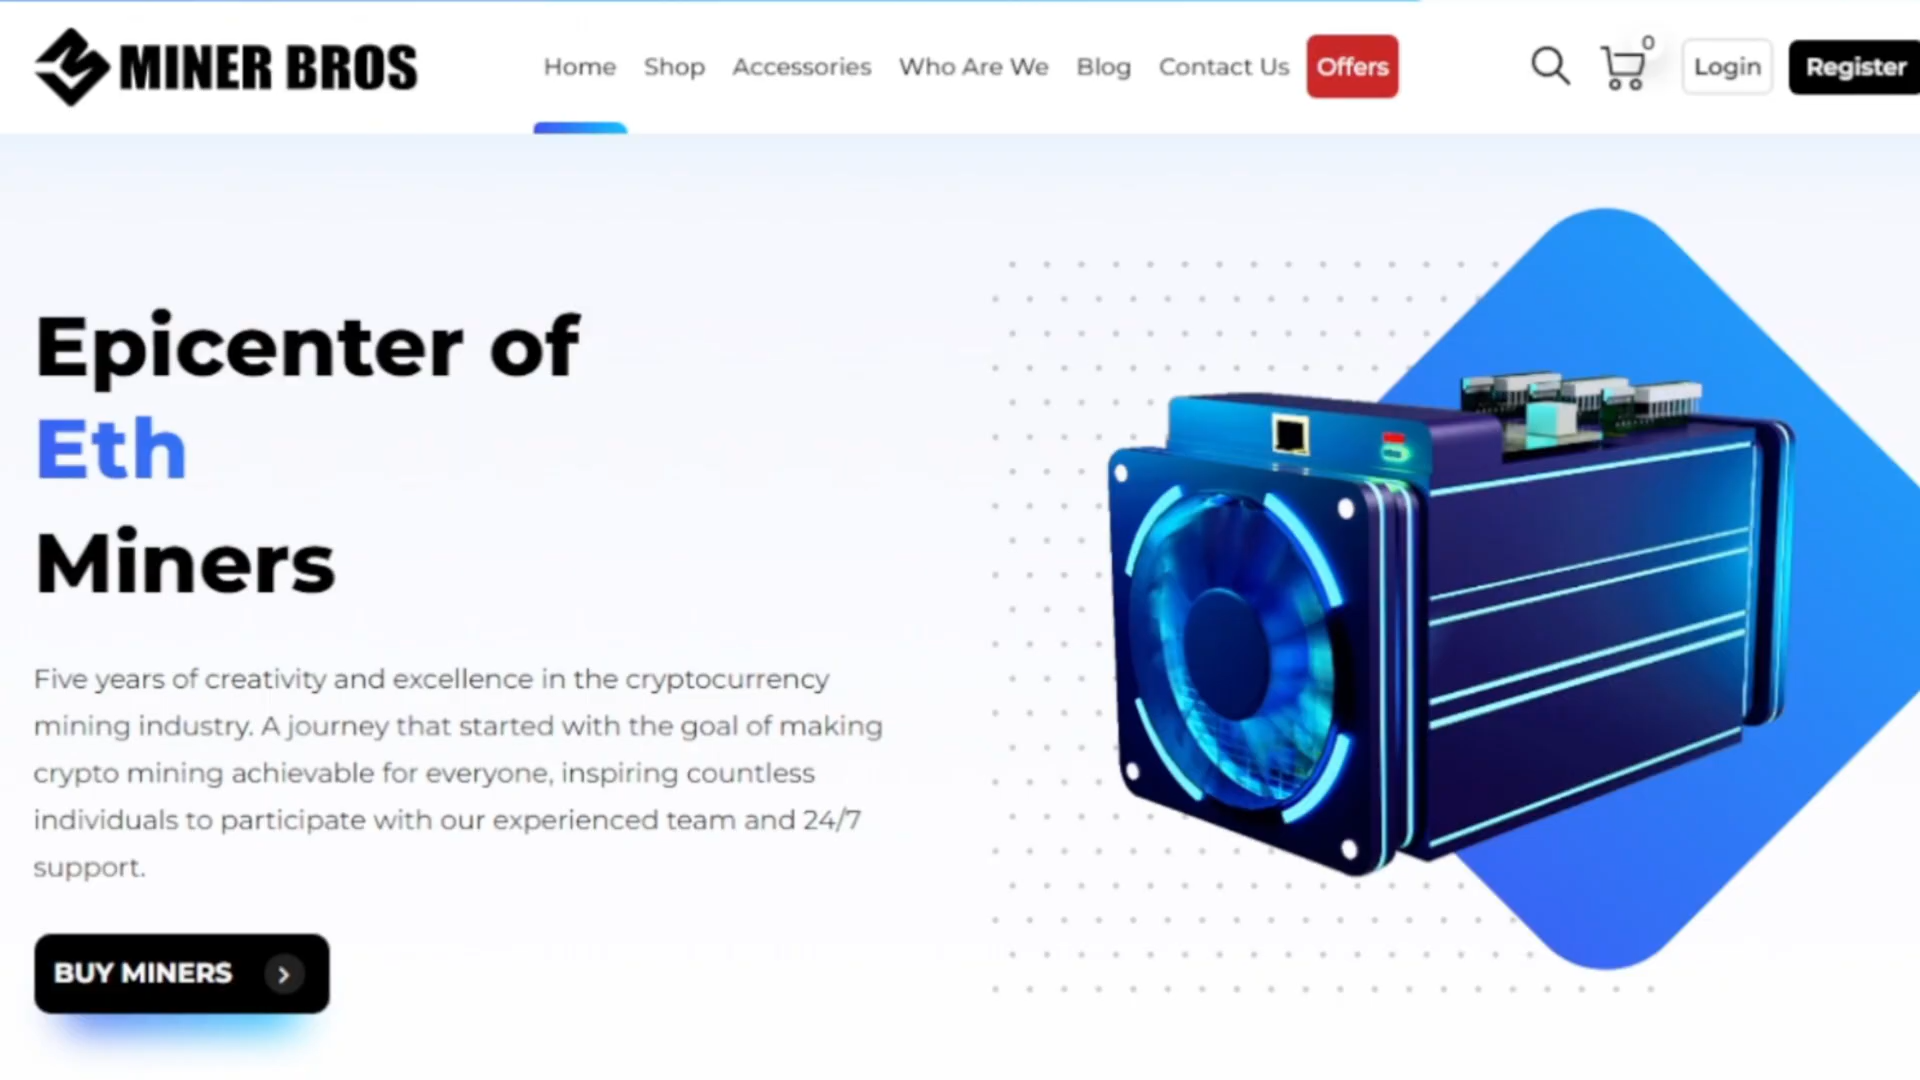 MINER BROS
Home Shop Accessories Who Are We Blog Contact Us Offers
0
Login Register
Epicenter of
Eth
Miners
Five years of creativity and excellence in the cryptocurrency
mining industry. A journey that started with the goal of making
crypto mining achievable for everyone, inspiring countless
individuals to participate with our experienced team and 24/7
support.
BUY MINERS